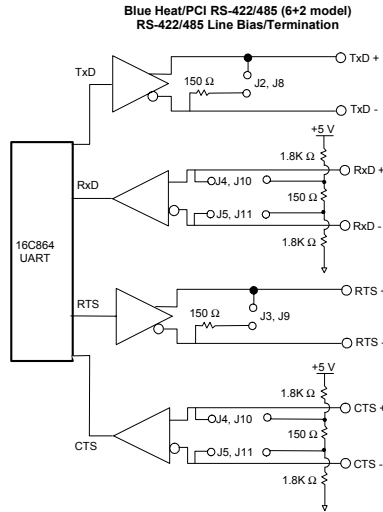 Blue Heat/PCI RS-422/485 (6+2 model)
RS-422/485 Line Bias/Termination
TxD +
TxD
150 Ω
J2, J8
TxD -
+5 V
1.8K Ω
RxD +
RxD
J4, J10
150 Ω
J5, J11
RxD -
1.8K Ω
16C864
UART
RTS +
RTS
150 Ω
J3, J9
RTS -
+5 V
1.8K Ω
CTS +
J4, J10
150 Ω
J5, J11
CTS -
CTS
1.8K Ω